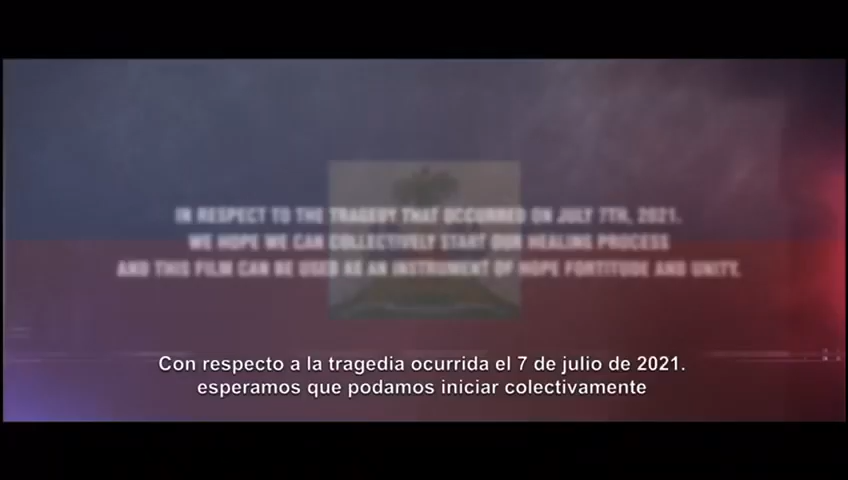 IN RESPECT TO THE TRAGEDY THAT OCCURRED ON JULY 7TH, 2021.
WE HOPE WE CAN COLLECTIVELY START OUR HEALING PROCESS
AND THIS FILM CAN BE USED AS AN INSTRUMENT OF HOPE FORTITUDE AND UNITY.
Con respecto a la tragedia ocurrida el 7 de julio de 2021.
esperamos que podamos iniciar colectivamente